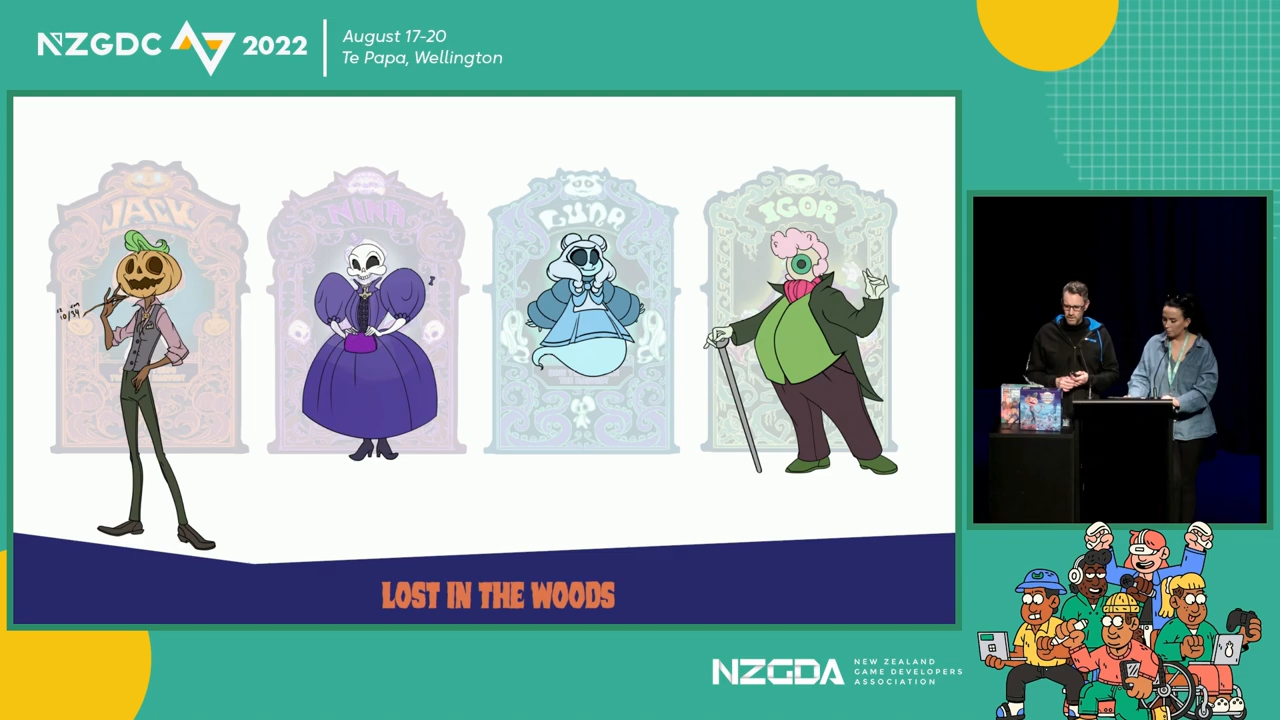 NZGDC 2022
August 17-20
Te Papa, Wellington
JACK
NINA
LUNA
IGOR
LOST IN THE WOODS
NZGDA
NEW ZEALAND
GAME DEVELOPERS
ASSOCIATION